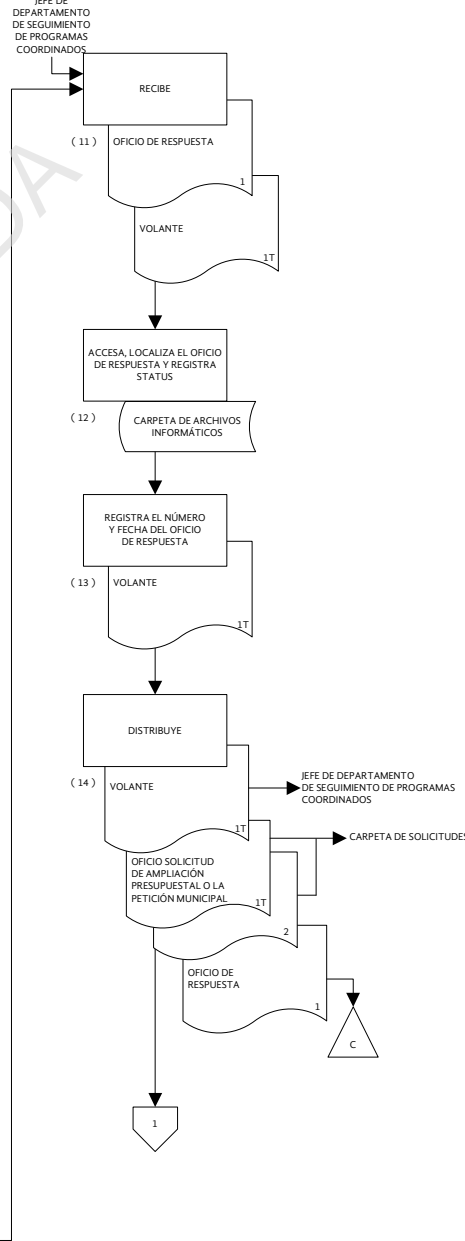 JEFE DE
DEPARTAMENTO
DE SEGUIMIENTO
DE PROGRAMAS
COORDINADOS
RECIBE
( 11 )
OFICIO DE RESPUESTA
1
VOLANTE
1T
ACCESA, LOCALIZA EL OFICIO
DE RESPUESTA Y REGISTRA
STATUS
( 12 )
CARPETA DE ARCHIVOS
INFORMÁTICOS
REGISTRA EL NÚMERO
Y FECHA DEL OFICIO
DE RESPUESTA
( 13 )
VOLANTE
1T
DISTRIBUYE
( 14 )
VOLANTE
1T
JEFE DE DEPARTAMENTO
DE SEGUIMIENTO DE PROGRAMAS
COORDINADOS
CARPETA DE SOLICITUDES
OFICIO SOLICITUD
DE AMPLIACIÓN
PRESUPUESTAL O LA
PETICIÓN MUNICIPAL
1T
2
OFICIO DE
RESPUESTA
1
C
1